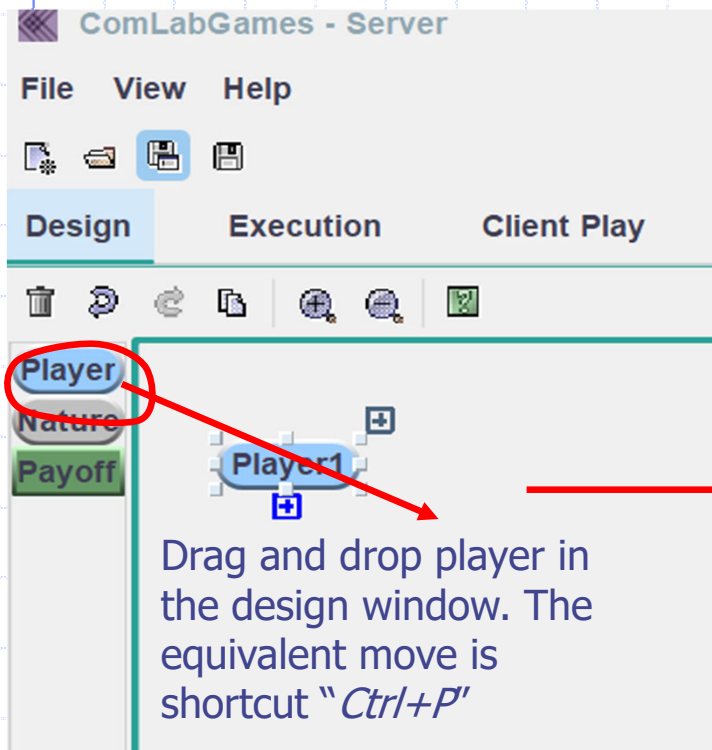 ComLabGames - Server
File View Help
Design Execution Client Play
Player
Nature
Payoff
Player1
Drag and drop player in
the design window. The
equivalent move is
shortcut “Ctrl+P”